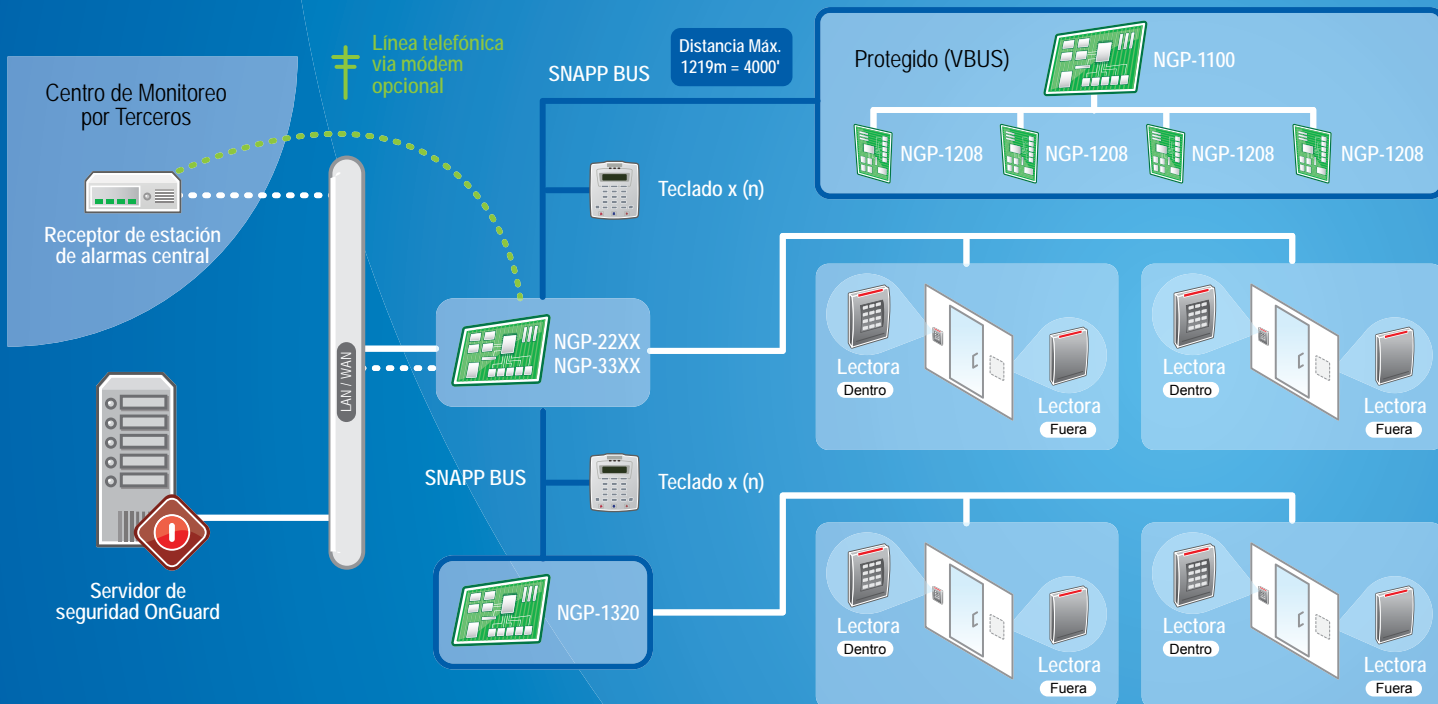 Línea telefónica
via módem
opcional
Distancia Máx.
1219m = 4000'
SNAPP BUS
Protegido (VBUS)
NGP-1100
NGP-1208
NGP-1208
NGP-1208
NGP-1208
Centro de Monitoreo
por Terceros
Receptor de estación
de alarmas central
Teclado x (n)
LAN / WAN
NGP-22XX
NGP-33XX
Lectora
Dentro
Lectora
Fuera
Lectora
Dentro
Lectora
Fuera
SNAPP BUS
Teclado x (n)
Servidor de
seguridad OnGuard
NGP-1320
Lectora
Dentro
Lectora
Fuera
Lectora
Dentro
Lectora
Fuera